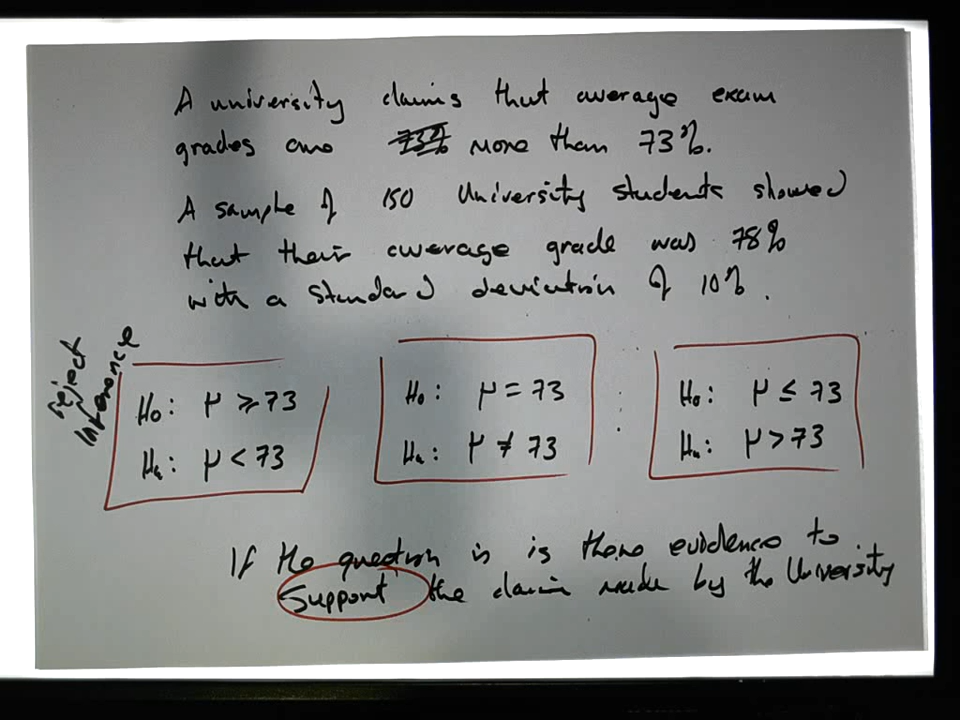 A university claims that average exam
grades are more than 73%.
A sample of 150 University students showed
that their average grade was 78%
with a standard deviation of 10%.
reject
inference
H₀: μ ≥ 73
Hₐ: μ < 73
H₀: μ = 73
Hₐ: μ ≠ 73
H₀: μ ≤ 73
Hₐ: μ > 73
If the question is is there evidence to
support the claim made by the University